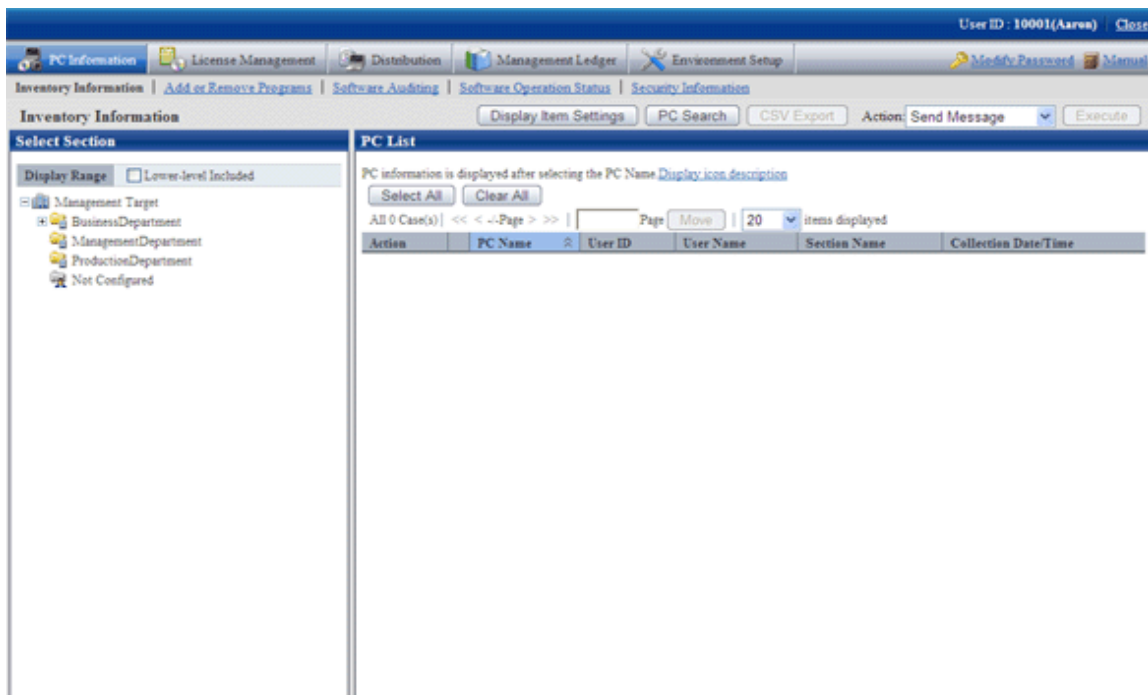 User ID : 10001(Aaron) Close
PC Information License Management Distribution Management Ledger Environment Setup Modify Password Manual
Inventory Information | Add or Remove Programs | Software Auditing | Software Operation Status | Security Information
Inventory Information Display Item Settings PC Search CSV Export Action: Send Message Execute
Select Section PC List
Display Range Lower-level Included
PC information is displayed after selecting the PC Name.Display icon description
Management Target
Select All Clear All
BusinessDepartment
All 0 Case(s)| << < -/-Page > >> | Page Move | 20 items displayed
ManagementDepartment
Action PC Name User ID User Name Section Name Collection Date/Time
ProductionDepartment
Not Configured